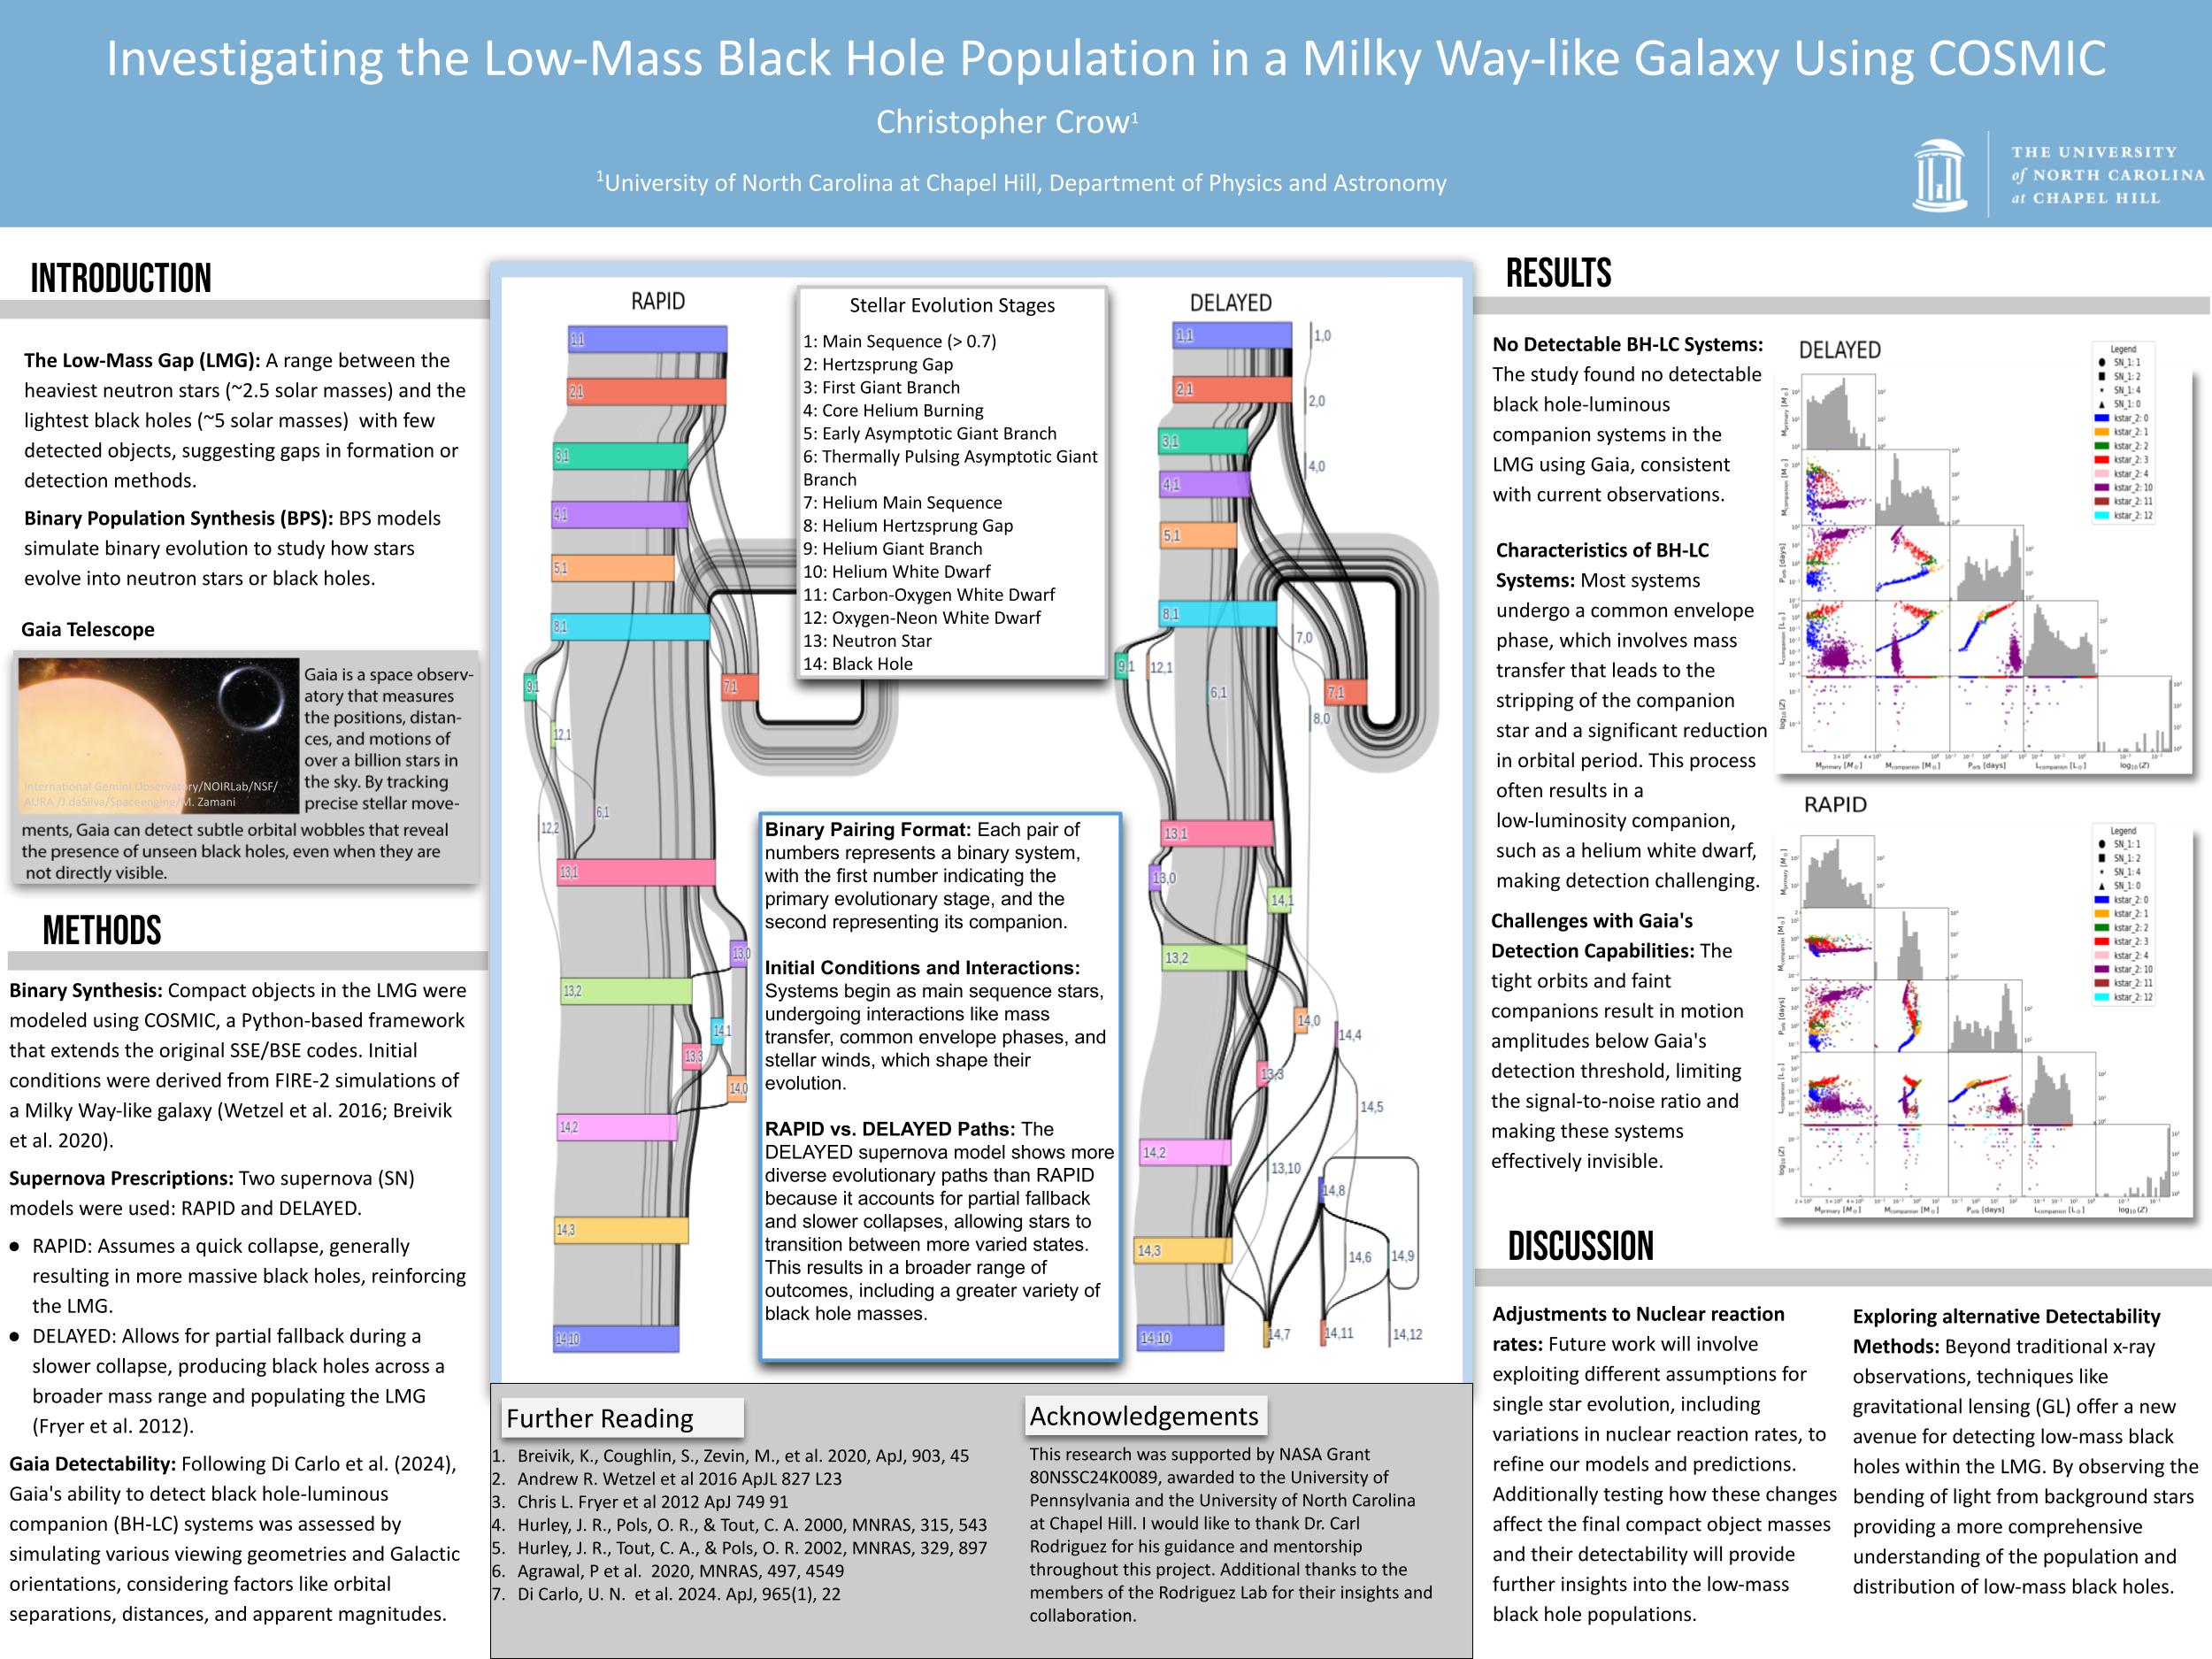 Investigating the Low-Mass Black Hole Population in a Milky Way-like Galaxy Using COSMIC
Christopher Crow1
1University of North Carolina at Chapel Hill, Department of Physics and Astronomy
THE UNIVERSITY
of NORTH CAROLINA
at CHAPEL HILL
INTRODUCTION
The Low-Mass Gap (LMG): A range between the
heaviest neutron stars (~2.5 solar masses) and the
lightest black holes (~5 solar masses) with few
detected objects, suggesting gaps in formation or
detection methods.
Binary Population Synthesis (BPS): BPS models
simulate binary evolution to study how stars
evolve into neutron stars or black holes.
Gaia Telescope
Gaia is a space observ-
atory that measures
the positions, distan-
ces, and motions of
over a billion stars in
the sky. By tracking
precise stellar move-
ments, Gaia can detect subtle orbital wobbles that reveal
the presence of unseen black holes, even when they are
not directly visible.
International Gemini Observatory/NOIRLab/NSF/
AURA /J.daSilva/Spaceengine/M. Zamani
METHODS
Binary Synthesis: Compact objects in the LMG were
modeled using COSMIC, a Python-based framework
that extends the original SSE/BSE codes. Initial
conditions were derived from FIRE-2 simulations of
a Milky Way-like galaxy (Wetzel et al. 2016; Breivik
et al. 2020).
Supernova Prescriptions: Two supernova (SN)
models were used: RAPID and DELAYED.
● RAPID: Assumes a quick collapse, generally
resulting in more massive black holes, reinforcing
the LMG.
● DELAYED: Allows for partial fallback during a
slower collapse, producing black holes across a
broader mass range and populating the LMG
(Fryer et al. 2012).
Gaia Detectability: Following Di Carlo et al. (2024),
Gaia's ability to detect black hole-luminous
companion (BH-LC) systems was assessed by
simulating various viewing geometries and Galactic
orientations, considering factors like orbital
separations, distances, and apparent magnitudes.
RAPID
1,1
2,1
3,1
4,1
5,1
8,1
9,1
7,1
12,1
6,1
12,2
13,1
13,0
13,2
14,1
13,3
14,0
14,2
14,3
14,10
Stellar Evolution Stages
1: Main Sequence (> 0.7)
2: Hertzsprung Gap
3: First Giant Branch
4: Core Helium Burning
5: Early Asymptotic Giant Branch
6: Thermally Pulsing Asymptotic Giant
Branch
7: Helium Main Sequence
8: Helium Hertzsprung Gap
9: Helium Giant Branch
10: Helium White Dwarf
11: Carbon-Oxygen White Dwarf
12: Oxygen-Neon White Dwarf
13: Neutron Star
14: Black Hole
Binary Pairing Format: Each pair of
numbers represents a binary system,
with the first number indicating the
primary evolutionary stage, and the
second representing its companion.
Initial Conditions and Interactions:
Systems begin as main sequence stars,
undergoing interactions like mass
transfer, common envelope phases, and
stellar winds, which shape their
evolution.
RAPID vs. DELAYED Paths: The
DELAYED supernova model shows more
diverse evolutionary paths than RAPID
because it accounts for partial fallback
and slower collapses, allowing stars to
transition between more varied states.
This results in a broader range of
outcomes, including a greater variety of
black hole masses.
DELAYED
1,1
1,0
2,1
2,0
3,1
4,0
4,1
5,1
8,1
7,0
9,1
12,1
6,1
7,1
8,0
13,1
13,0
14,1
13,2
14,0
14,4
13,3
14,5
14,2
13,10
14,8
14,3
14,6
14,9
14,10
14,7
14,11
14,12
Further Reading
1. Breivik, K., Coughlin, S., Zevin, M., et al. 2020, ApJ, 903, 45
2. Andrew R. Wetzel et al 2016 ApJL 827 L23
3. Chris L. Fryer et al 2012 ApJ 749 91
4. Hurley, J. R., Pols, O. R., & Tout, C. A. 2000, MNRAS, 315, 543
5. Hurley, J. R., Tout, C. A., & Pols, O. R. 2002, MNRAS, 329, 897
6. Agrawal, P et al. 2020, MNRAS, 497, 4549
7. Di Carlo, U. N. et al. 2024. ApJ, 965(1), 22
Acknowledgements
This research was supported by NASA Grant
80NSSC24K0089, awarded to the University of
Pennsylvania and the University of North Carolina
at Chapel Hill. I would like to thank Dr. Carl
Rodriguez for his guidance and mentorship
throughout this project. Additional thanks to the
members of the Rodriguez Lab for their insights and
collaboration.
RESULTS
No Detectable BH-LC Systems:
The study found no detectable
black hole-luminous
companion systems in the
LMG using Gaia, consistent
with current observations.
Characteristics of BH-LC
Systems: Most systems
undergo a common envelope
phase, which involves mass
transfer that leads to the
stripping of the companion
star and a significant reduction
in orbital period. This process
often results in a
low-luminosity companion,
such as a helium white dwarf,
making detection challenging.
Challenges with Gaia's
Detection Capabilities: The
tight orbits and faint
companions result in motion
amplitudes below Gaia's
detection threshold, limiting
the signal-to-noise ratio and
making these systems
effectively invisible.
DELAYED
Legend
SN_1: 1
SN_1: 2
SN_1: 4
SN_1: 0
kstar_2: 0
kstar_2: 1
kstar_2: 2
kstar_2: 3
kstar_2: 4
kstar_2: 10
kstar_2: 11
kstar_2: 12
Mprimary [M☉]
Mcompanion [M☉]
Porb [days]
Lcompanion [L☉]
log10(Z)
RAPID
Legend
SN_1: 1
SN_1: 2
SN_1: 4
SN_1: 0
kstar_2: 0
kstar_2: 1
kstar_2: 2
kstar_2: 3
kstar_2: 4
kstar_2: 10
kstar_2: 11
kstar_2: 12
Mprimary [M☉]
Mcompanion [M☉]
Porb [days]
Lcompanion [L☉]
log10(Z)
DISCUSSION
Adjustments to Nuclear reaction
rates: Future work will involve
exploiting different assumptions for
single star evolution, including
variations in nuclear reaction rates, to
refine our models and predictions.
Additionally testing how these changes
affect the final compact object masses
and their detectability will provide
further insights into the low-mass
black hole populations.
Exploring alternative Detectability
Methods: Beyond traditional x-ray
observations, techniques like
gravitational lensing (GL) offer a new
avenue for detecting low-mass black
holes within the LMG. By observing the
bending of light from background stars
providing a more comprehensive
understanding of the population and
distribution of low-mass black holes.